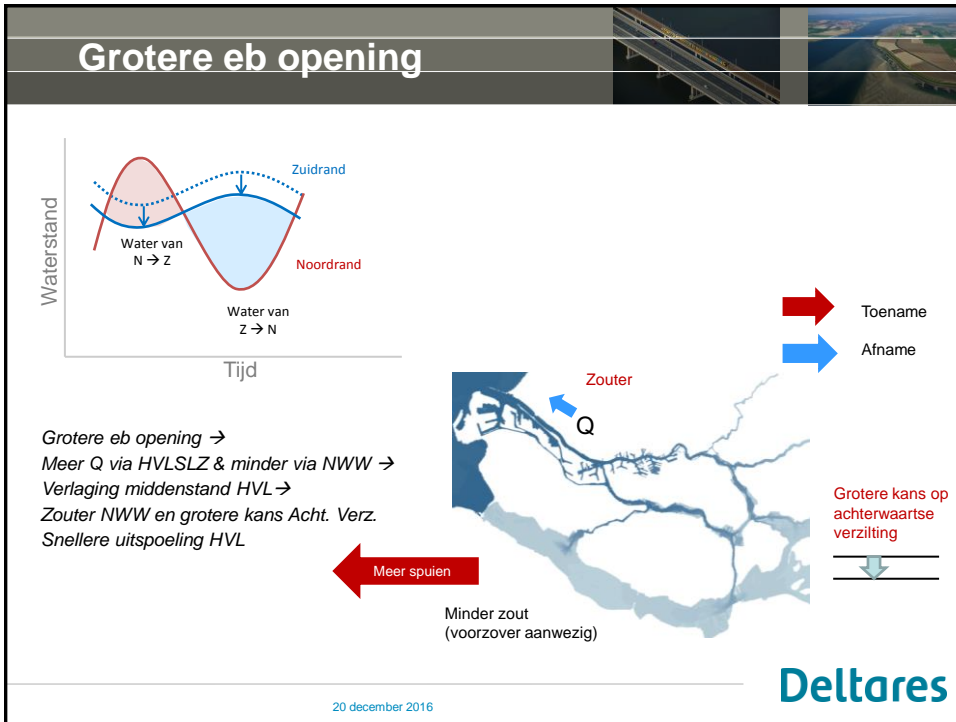 Grotere eb opening
Waterstand
Zuidrand
Water van
N → Z
Noordrand
Water van
Z → N
Tijd
Toename
Afname
Zouter
Q
Grotere eb opening →
Meer Q via HVLSLZ & minder via NWW →
Verlaging middenstand HVL→
Zouter NWW en grotere kans Acht. Verz.
Snellere uitspoeling HVL
Grotere kans op
achterwaartse
verzilting
Meer spuien
Minder zout
(voorzover aanwezig)
Deltares
20 december 2016